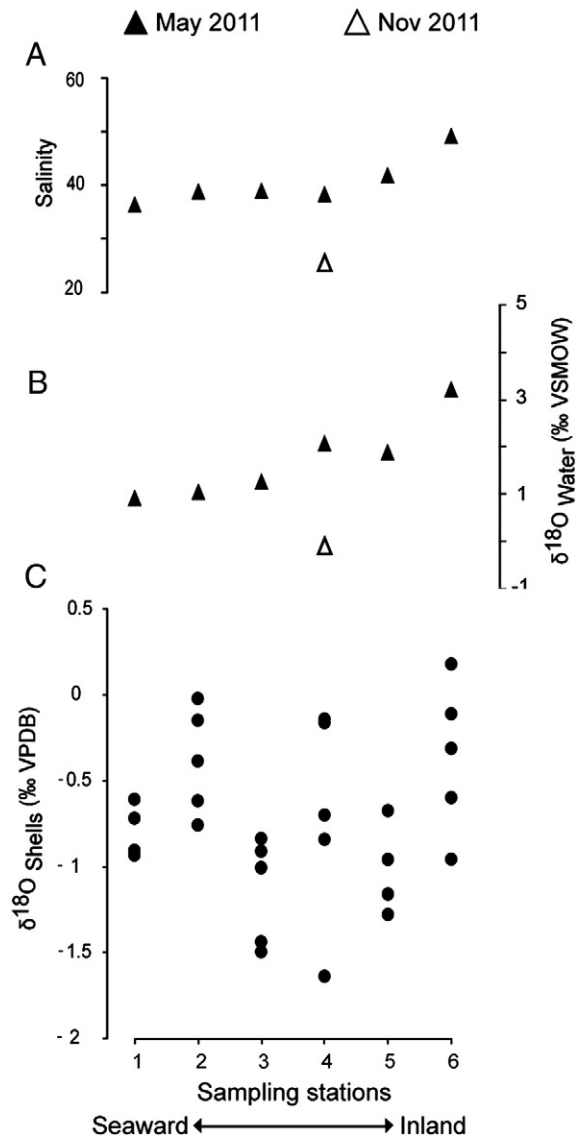 ▲ May 2011 △ Nov 2011
A
60
40
20
Salinity
B
5
3
1
-1
δ18O Water (‰ VSMOW)
C
0.5
0
-0.5
- 1
-1.5
- 2
δ18O Shells (‰ VPDB)
1 2 3 4 5 6
Sampling stations
Seaward ↔ Inland